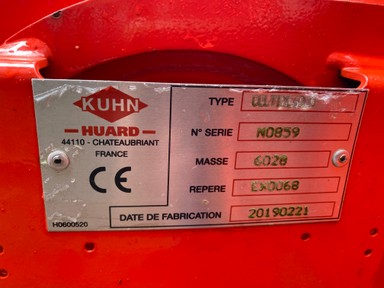 KUHN
HUARD
44110 - CHATEAUBRIANT
FRANCE
CE
H0600520
TYPE
N° SERIE N0859
MASSE 6028
REPERE EX0068
DATE DE FABRICATION 20190221